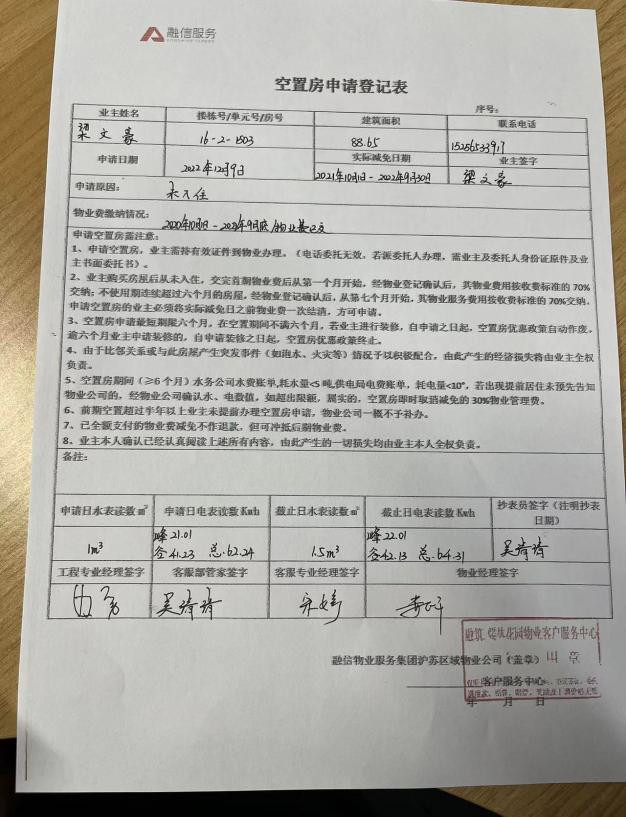 融信服务
空置房申请登记表
序号：
业主姓名 楼栋号/单元号/房号 建筑面积 联系电话
梁文豪 16-2-1503 88.65 15256533917
申请日期 2022年12月9日 实际减免日期 业主签字
2021年10月1日-2022年9月30日 梁文豪
申请原因： 未入住
物业费缴纳情况： 2020年10月1日-2022年9月底/物业费已交
申请空置房需注意：
1、申请空置房，业主需持有效证件到物业办理。（电话委托无效，若派委托人办理，需业主及委托人身份证原件及业
主书面委托书）。
2、业主购买房屋后从未入住，交完首期物业费后从第一个月开始，经物业登记确认后，其物业费用按收费标准的 70%
交纳；不使用期连续超过六个月的房屋，经物业登记确认后，从第七个月开始，其物业服务费用按收费标准的 70%交纳，
申请空置房的业主必须将实际减免日之前物业费一次结清，方可申请。
3、空置房申请最短期限六个月，在空置期间不满六个月，若业主进行装修，自申请之日起，空置房优惠政策自动作废，
逾六个月业主申请装修的，自申请装修之日起，空置房优惠政策终止。
4、由于比邻关系或与此房屋产生突发事件（如泡水、火灾等）情况予以积极配合，由此产生的经济损失将由业主全权
负责。
5、空置房期间（≥6 个月）水务公司水费账单,耗水量<5 吨,供电局电费账单，耗电量<10°，若出现提前居住未预先告知
物业公司的，经物业公司确认水、电数值，如超出限额，属实的，空置房即时取消减免的 30%物业管理费。
6、前期空置超过半年以上业主未提前办理空置房申请，物业公司一概不予补办。
7、已全额支付的物业费减免不作退款，但可冲抵后期物业费。
8、业主本人确认已经认真阅读上述所有内容，由此产生的一切损失均由业主本人全权负责。
备注：
申请日水表读数 m³ 申请日电表读数 Kwh 截止日水表读数 m³ 截止日电表读数 Kwh 抄表员签字（注明抄表
日期）
1m³ 峰21.01 谷41.23 总:62.24 1.5m³ 峰22.01 谷42.13 总:64.31 吴婧婧
工程专业经理签字 客服部管家签字 客服专业经理签字 物业经理签字
吴婧婧
融信物业服务集团沪苏区域物业公司（盖章）
客户服务中心
年 月 日